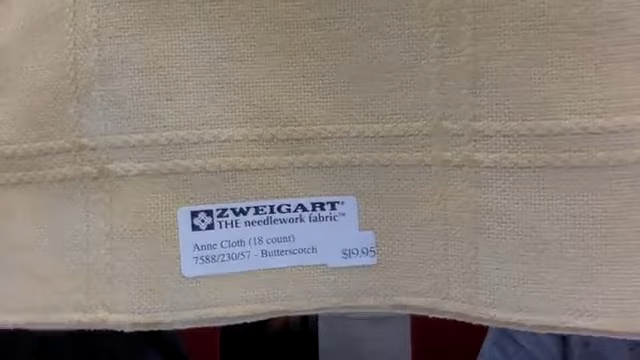 ZWEIGART®
THE needlework fabric™
Anne Cloth (18 count)
7588/230/57 - Butterscotch
$19.95